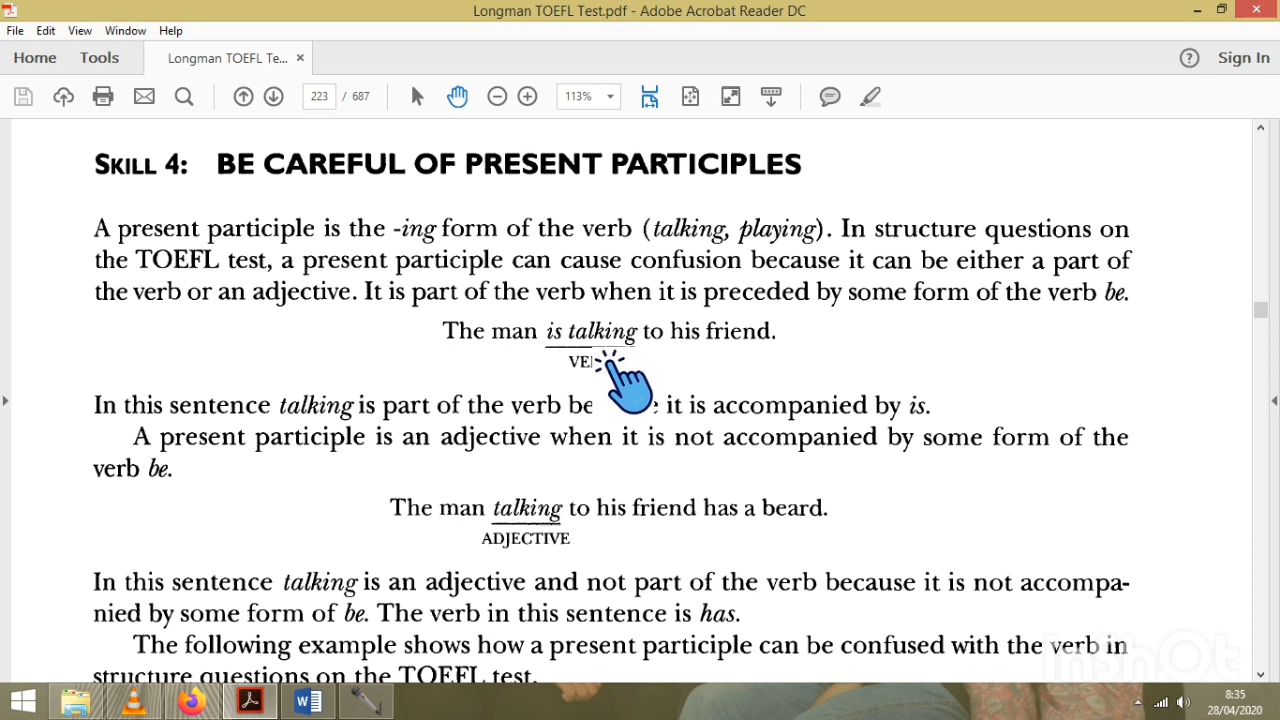 Longman TOEFL Test.pdf - Adobe Acrobat Reader DC
File Edit View Window Help
Home Tools Longman TOEFL Te... × ? Sign In
223 / 687 113%
SKILL 4: BE CAREFUL OF PRESENT PARTICIPLES
A present participle is the -ing form of the verb (talking, playing). In structure questions on
the TOEFL test, a present participle can cause confusion because it can be either a part of
the verb or an adjective. It is part of the verb when it is preceded by some form of the verb be.
The man is talking to his friend.
VE
In this sentence talking is part of the verb be it is accompanied by is.
A present participle is an adjective when it is not accompanied by some form of the
verb be.
The man talking to his friend has a beard.
ADJECTIVE
In this sentence talking is an adjective and not part of the verb because it is not accompa-
nied by some form of be. The verb in this sentence is has.
The following example shows how a present participle can be confused with the verb in
structure questions on the TOEFL test.
InShOt
8:35
28/04/2020